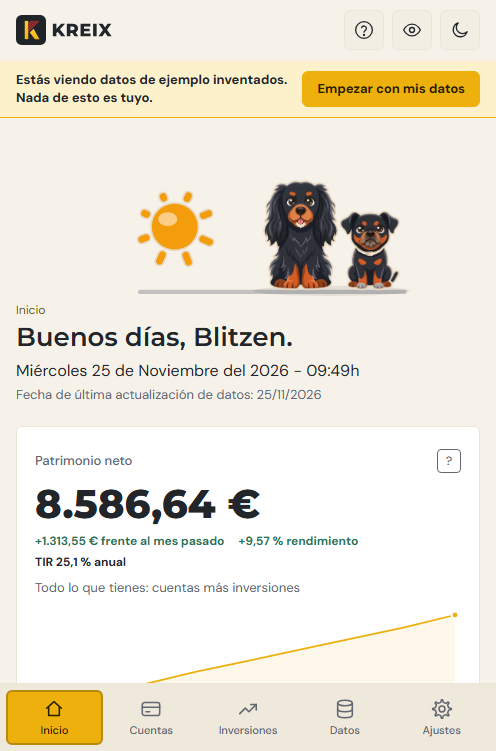 KREIX
Estás viendo datos de ejemplo inventados.
Nada de esto es tuyo.
Empezar con mis datos
Inicio
Buenos días, Blitzen.
Miércoles 25 de Noviembre del 2026 - 09:49h
Fecha de última actualización de datos: 25/11/2026
Patrimonio neto
?
8.586,64 €
+1.313,55 € frente al mes pasado +9,57 % rendimiento
TIR 25,1 % anual
Todo lo que tienes: cuentas más inversiones
Inicio Cuentas Inversiones Datos Ajustes